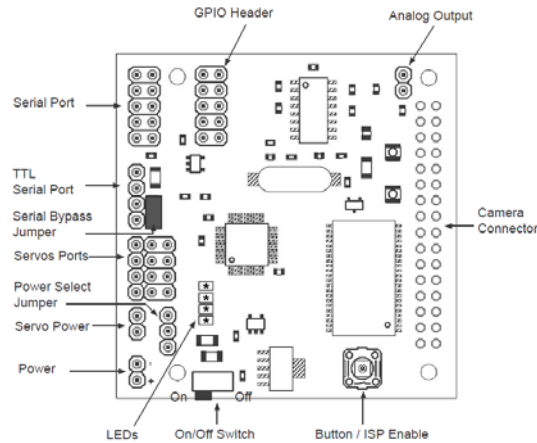 GPIO Header
Analog Output
Serial Port
TTL
Serial Port
Serial Bypass
Jumper
Servos Ports
Power Select
Jumper
Servo Power
Power
-
+
Camera
Connector
On
Off
LEDs
On/Off Switch
Button / ISP Enable